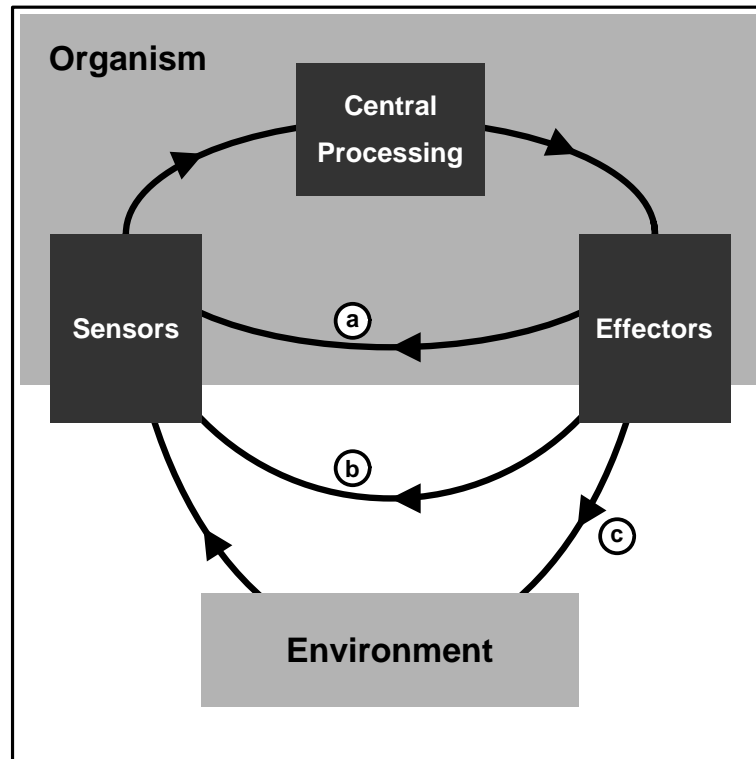 Organism
Central
Processing
Sensors
a
Effectors
b
c
Environment